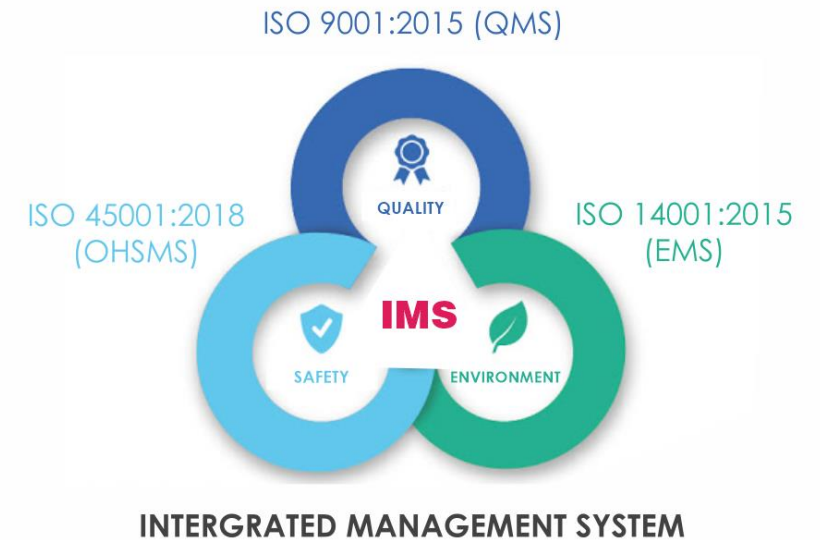 ISO 9001:2015 (QMS)
QUALITY
ISO 45001:2018
(OHSMS)
ISO 14001:2015
(EMS)
IMS
SAFETY
ENVIRONMENT
INTERGRATED MANAGEMENT SYSTEM